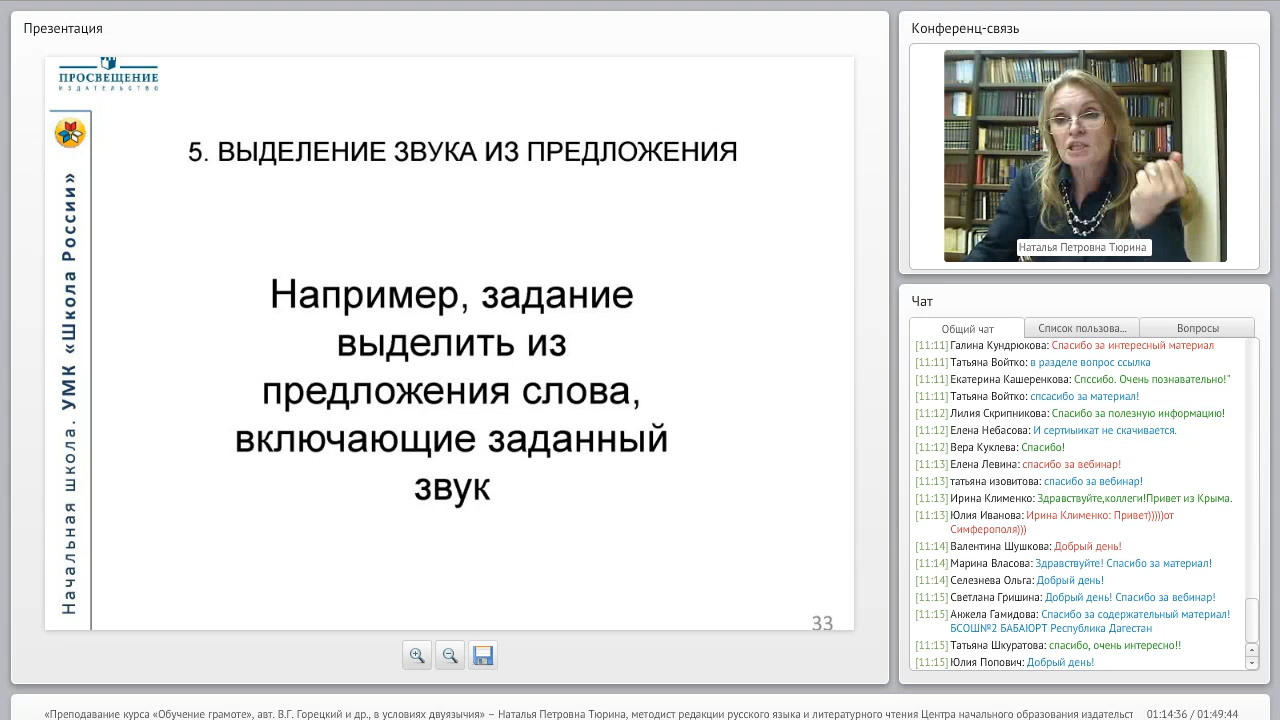 Презентация
ПРОСВЕЩЕНИЕ
ИЗДАТЕЛЬСТВО
Начальная школа. УМК «Школа России»
5. ВЫДЕЛЕНИЕ ЗВУКА ИЗ ПРЕДЛОЖЕНИЯ
Например, задание
выделить из
предложения слова,
включающие заданный
звук
33
Конференц-связь
Наталья Петровна Тюрина
Чат
Общий чат
Список пользова...
Вопросы
[11:11] Галина Кундрюкова: Спасибо за интересный материал
[11:11] Татьяна Войтко: в разделе вопрос ссылка
[11:11] Екатерина Кашеренкова: Спссибо. Очень познавательно!"
[11:11] Татьяна Войтко: спсасибо за материал!
[11:12] Лилия Скрипникова: Спасибо за полезную информацию!
[11:12] Елена Небасова: И сертиыикат не скачивается.
[11:12] Вера Куклева: Спасибо!
[11:13] Елена Левина: спасибо за вебинар!
[11:13] татьяна изовитова: спасибо за вебинар!
[11:13] Ирина Клименко: Здравствуйте,коллеги!Привет из Крыма.
[11:13] Юлия Иванова: Ирина Клименко: Привет)))))от
Симферополя)))
[11:14] Валентина Шушкова: Добрый день!
[11:14] Марина Власова: Здравствуйте! Спасибо за материал!
[11:14] Селезнева Ольга: Добрый день!
[11:15] Светлана Гришина: Добрый день! Спасибо за вебинар!
[11:15] Анжела Гамидова: Спасибо за содержательный материал!
БСОШ№2 БАБАЮРТ Республика Дагестан
[11:15] Татьяна Шкуратова: спасибо, очень интересно!!
[11:15] Юлия Попович: Добрый день!
«Преподавание курса «Обучение грамоте», авт. В.Г. Горецкий и др., в условиях двуязычия» – Наталья Петровна Тюрина, методист редакции русского языка и литературного чтения Центра начального образования издательст
01:14:36 / 01:49:44